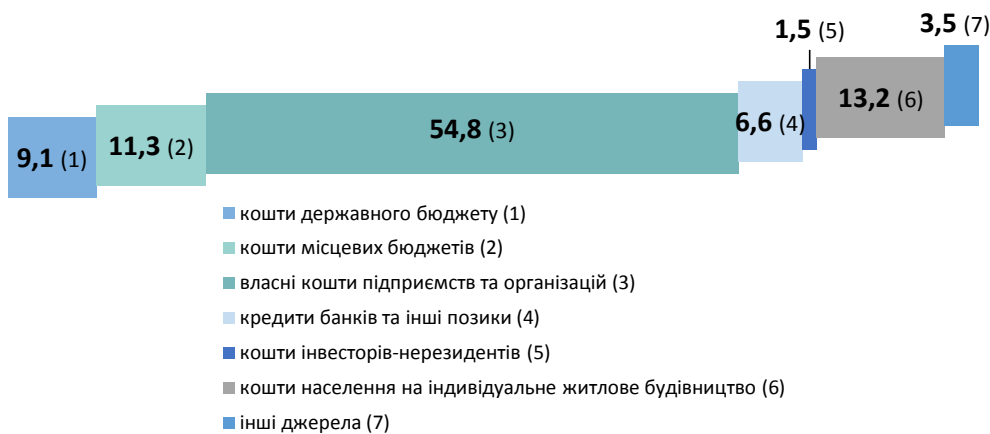 1,5 (5)
3,5 (7)
13,2 (6)
6,6 (4)
54,8 (3)
11,3 (2)
9,1 (1)
кошти державного бюджету (1)
кошти місцевих бюджетів (2)
власні кошти підприємств та організацій (3)
кредити банків та інші позики (4)
кошти інвесторів-нерезидентів (5)
кошти населення на індивідуальне житлове будівництво (6)
інші джерела (7)